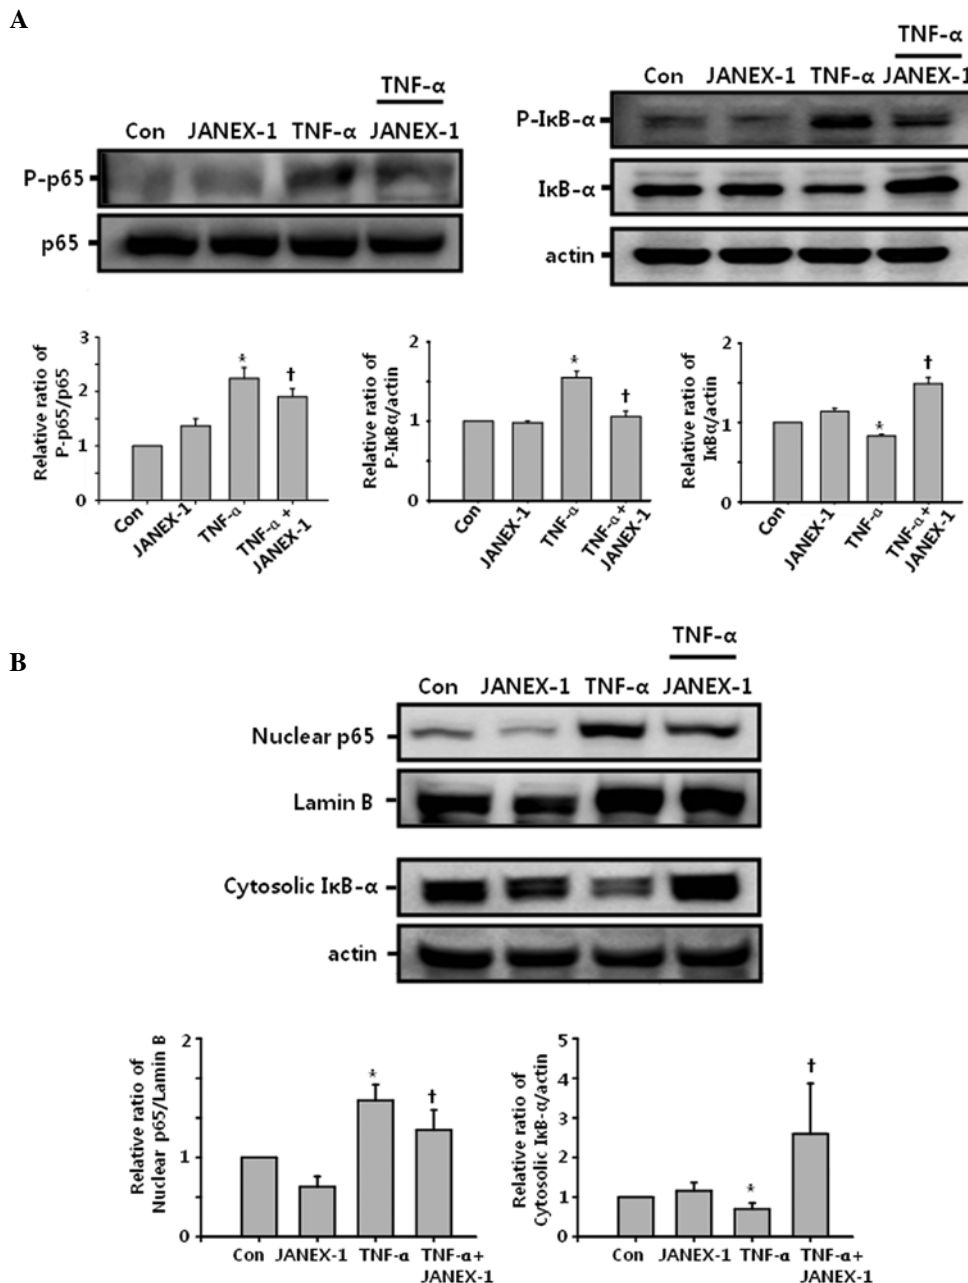 A
TNF-α
Con JANEX-1 TNF-α JANEX-1
P-p65
p65
TNF-α
Con JANEX-1 TNF-α JANEX-1
P-IκB-α
IκB-α
actin
Relative ratio of
P-p65/p65
3
2
1
0
*
†
Con
JANEX-1
TNF-α
TNF-α +
JANEX-1
Relative ratio of
P-IκBα/actin
2
1
0
*
†
Con
JANEX-1
TNF-α
TNF-α +
JANEX-1
Relative ratio of
IκBα/actin
2
1
0
*
†
Con
JANEX-1
TNF-α
TNF-α +
JANEX-1
B
TNF-α
Con JANEX-1 TNF-α JANEX-1
Nuclear p65
Lamin B
Cytosolic IκB-α
actin
Relative ratio of
Nuclear p65/Lamin B
2
1
0
*
†
Con JANEX-1 TNF-α TNF-α+
JANEX-1
Relative ratio of
Cytosolic IκB-α/actin
5
4
3
2
1
0
*
†
Con JANEX-1 TNF-α TNF-α+
JANEX-1